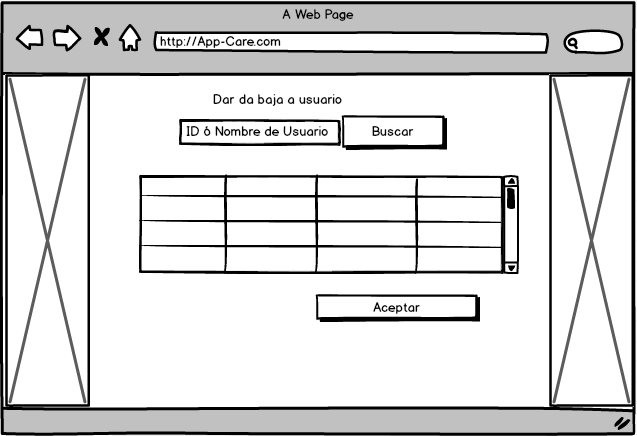 A Web Page
http://App-Care.com
Dar da baja a usuario
ID ó Nombre de Usuario
Buscar
Aceptar